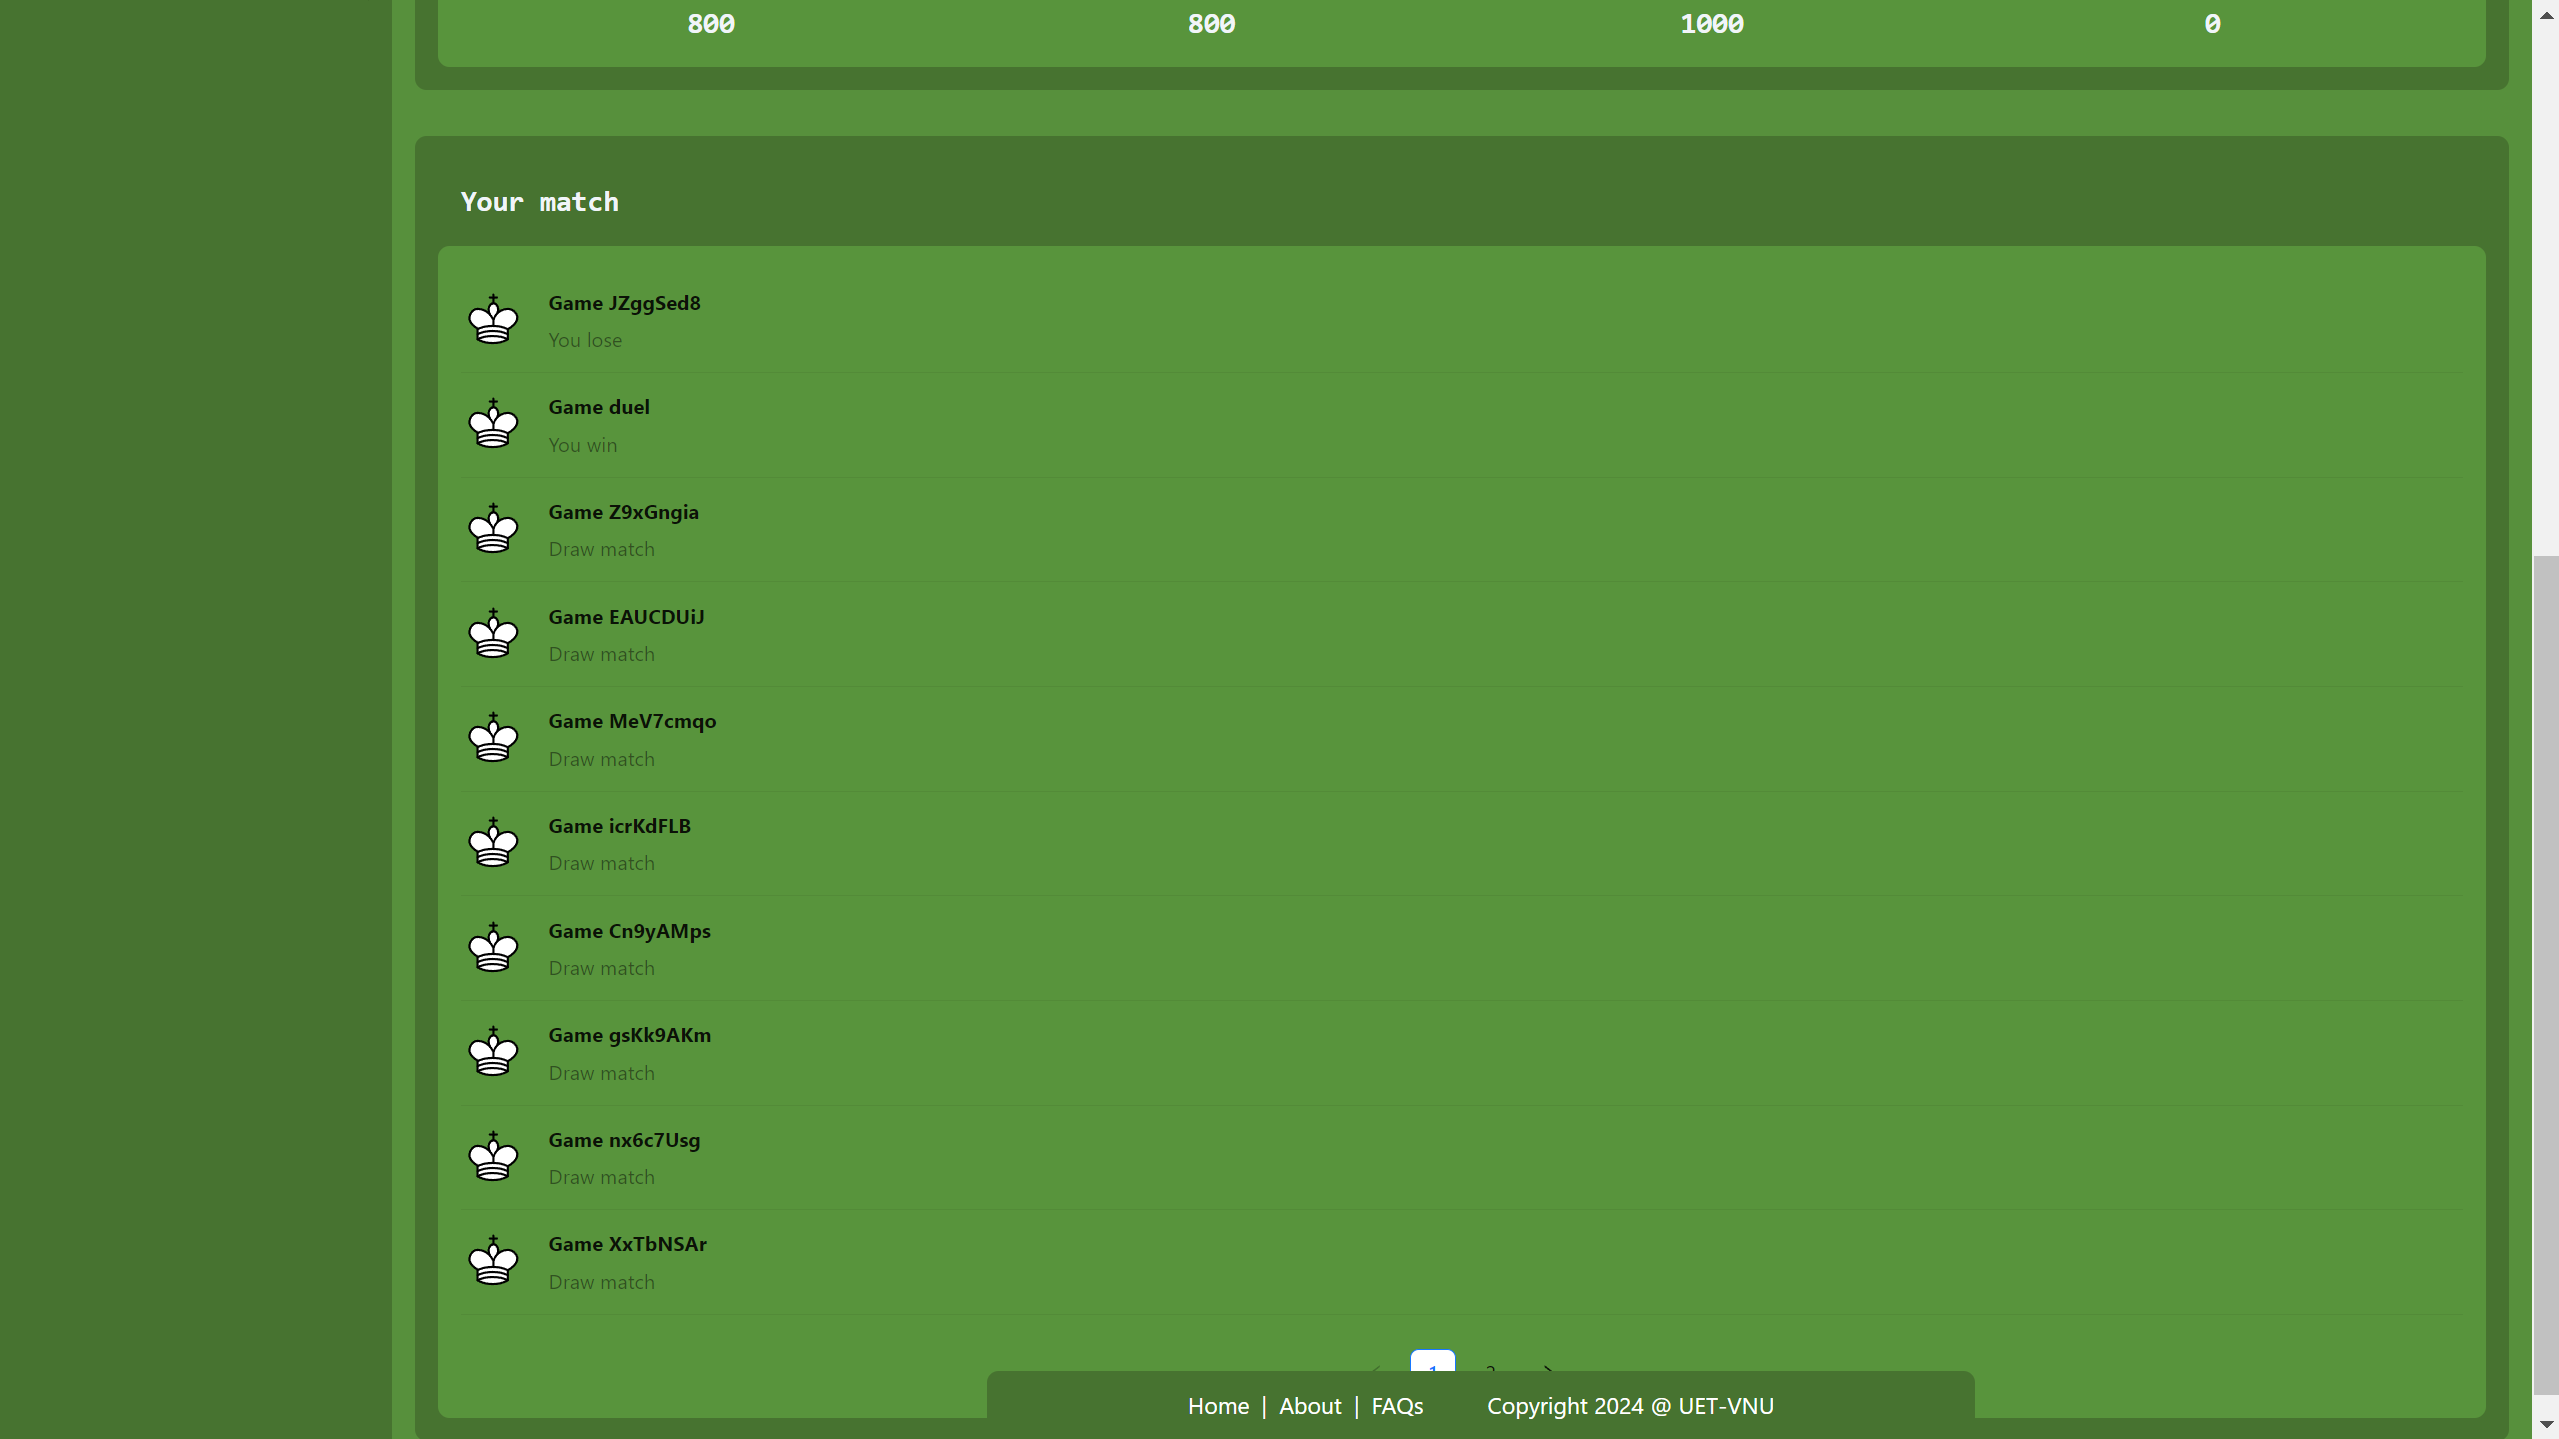 800 800 1000 0
Your match
Game JZggSed8
You lose
Game duel
You win
Game Z9xGngia
Draw match
Game EAUCDUiJ
Draw match
Game MeV7cmqo
Draw match
Game icrKdFLB
Draw match
Game Cn9yAMps
Draw match
Game gsKk9AKm
Draw match
Game nx6c7Usg
Draw match
Game XxTbNSAr
Draw match
1 2
Home | About | FAQs Copyright 2024 @ UET-VNU